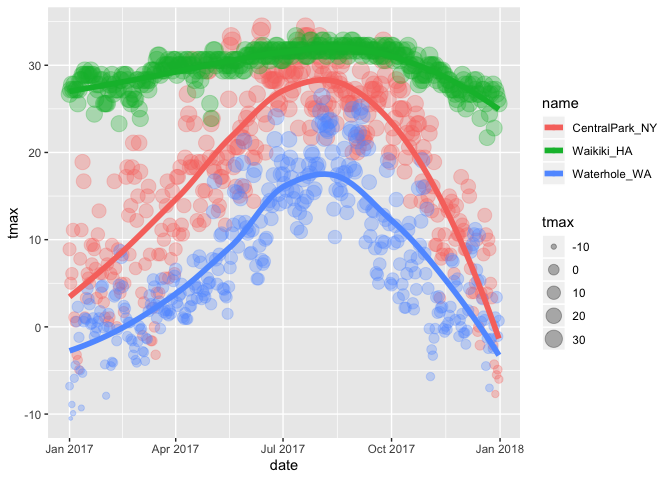 30
20
10
0
-10
tmax
Jan 2017
Apr 2017
Jul 2017
Oct 2017
Jan 2018
date
name
CentralPark_NY
Waikiki_HA
Waterhole_WA
tmax
-10
0
10
20
30